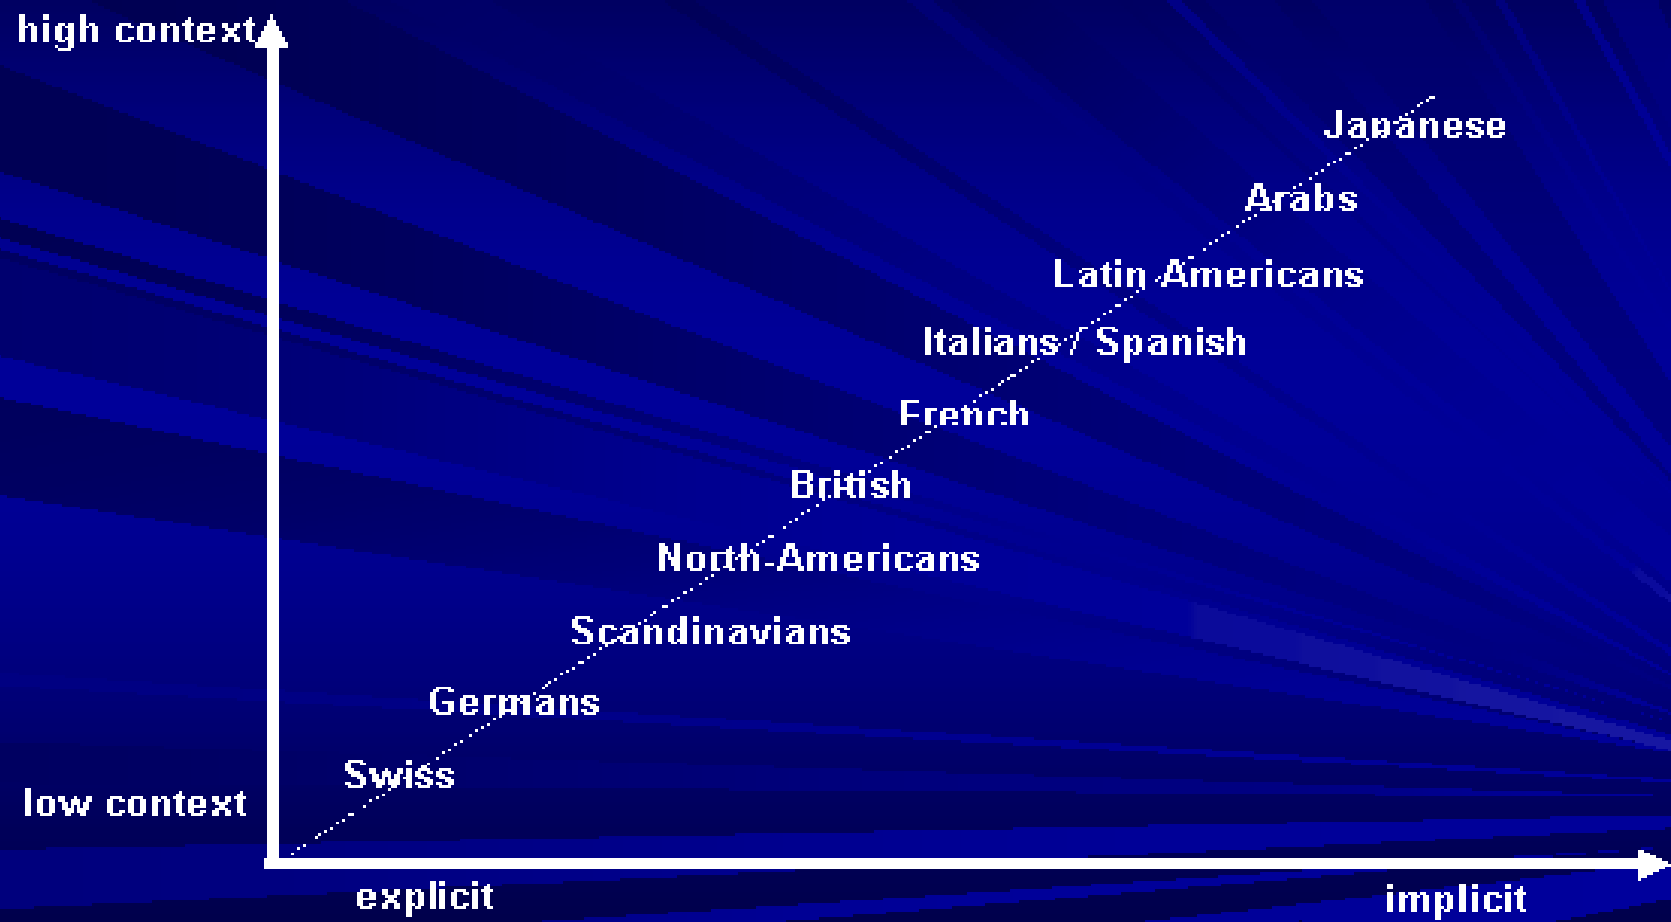 high context
Japanese
Arabs
Latin Americans
Italians / Spanish
French
British
North-Americans
Scandinavians
Germans
Swiss
low context
explicit
implicit